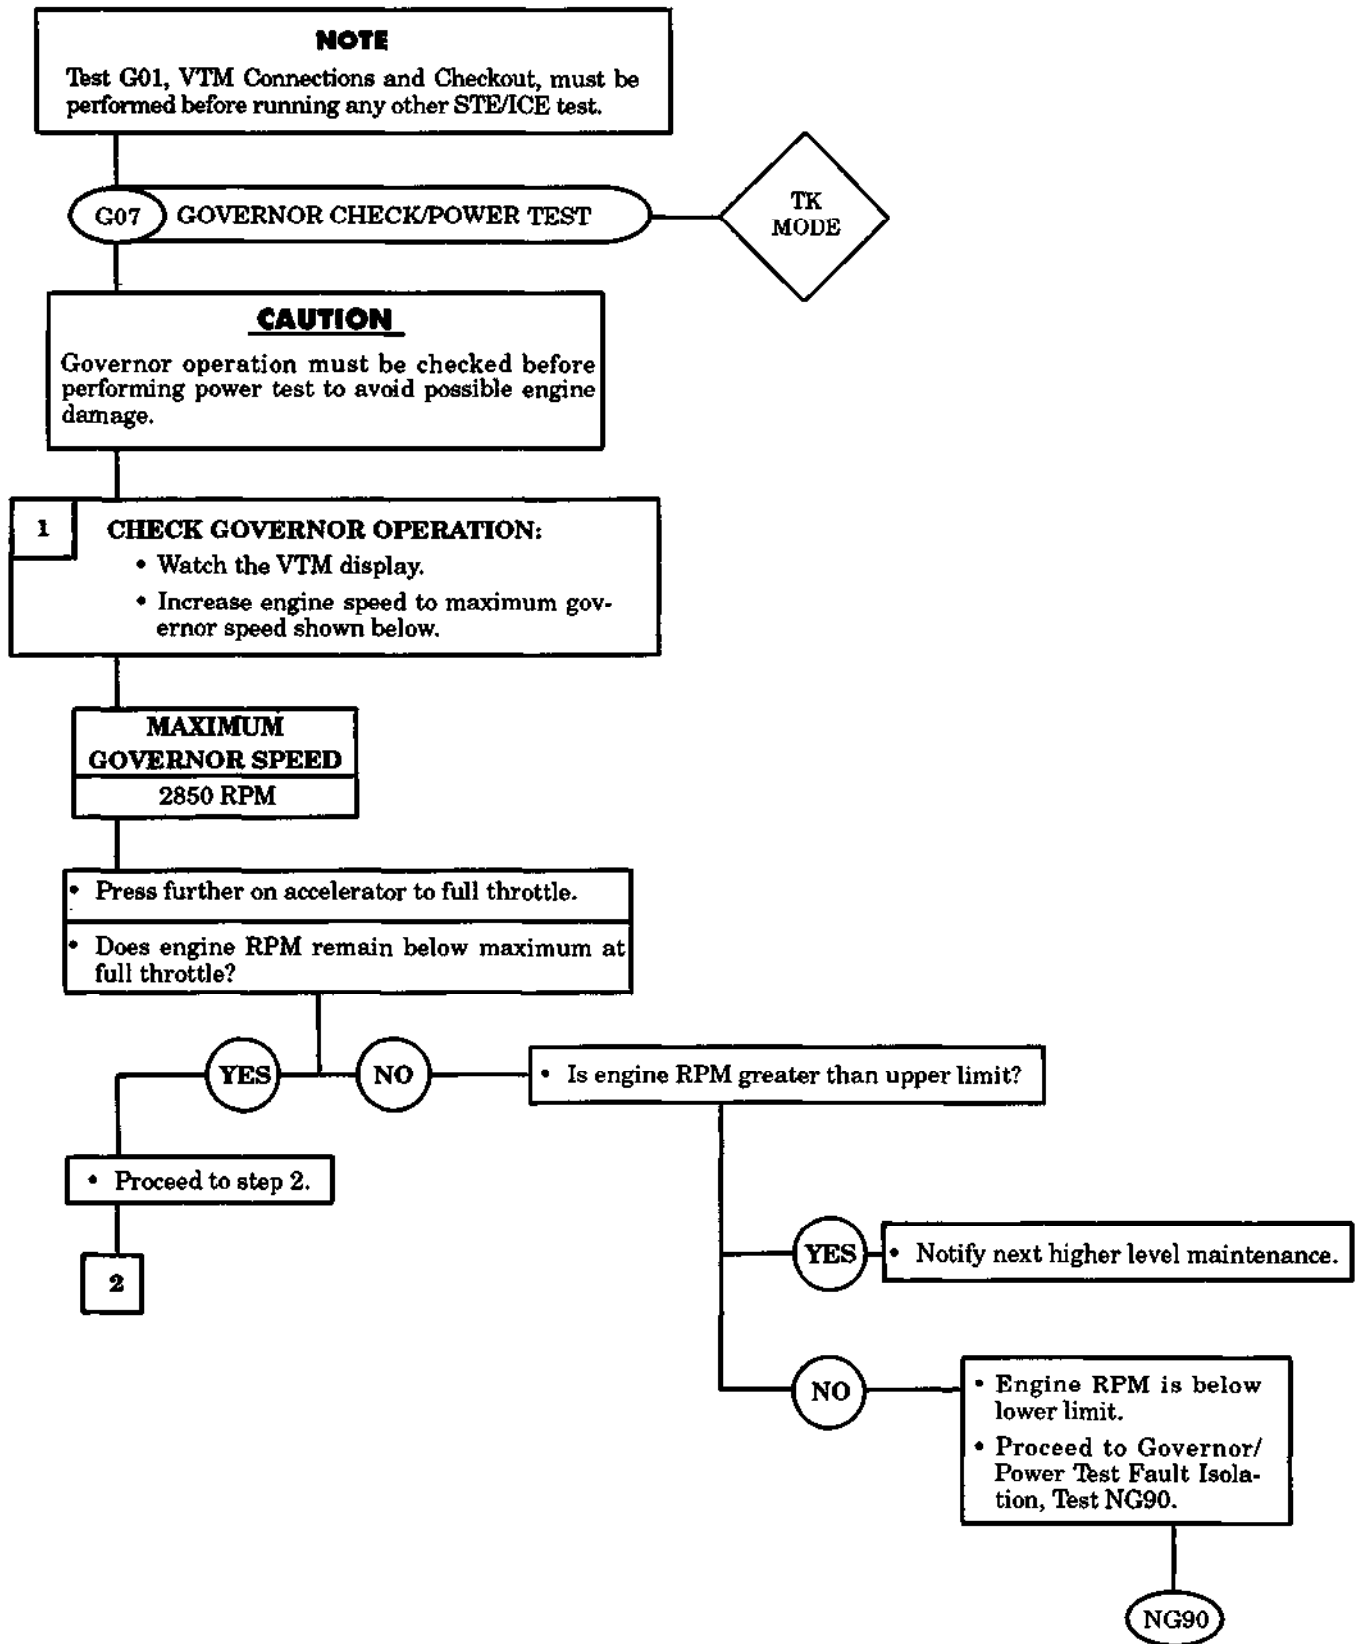 NOTE
Test G01, VTM Connections and Checkout, must be
performed before running any other STE/ICE test.
G07 GOVERNOR CHECK/POWER TEST
TK
MODE
CAUTION
Governor operation must be checked before
performing power test to avoid possible engine
damage.
1 CHECK GOVERNOR OPERATION:
• Watch the VTM display.
• Increase engine speed to maximum gov-
ernor speed shown below.
MAXIMUM
GOVERNOR SPEED
2850 RPM
• Press further on accelerator to full throttle.
• Does engine RPM remain below maximum at
full throttle?
YES
NO
• Is engine RPM greater than upper limit?
• Proceed to step 2.
2
YES
• Notify next higher level maintenance.
NO
• Engine RPM is below
lower limit.
• Proceed to Governor/
Power Test Fault Isola-
tion, Test NG90.
NG90